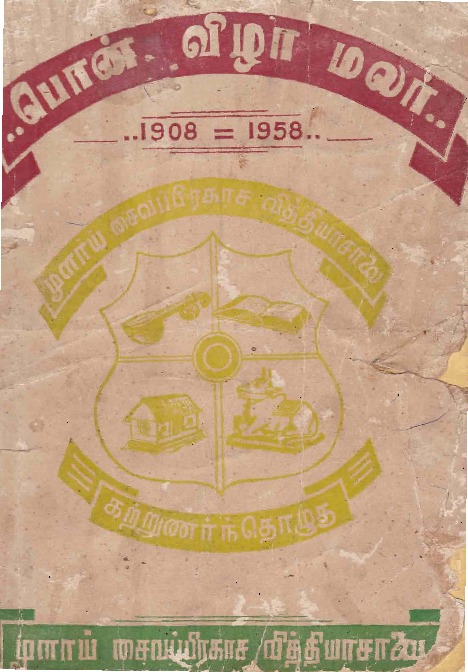 ..பொன் விழா மலர்..
..1908 = 1958..
மூளாய் சைவப்பிரகாச வித்தியாசாலை
கற்றுணர்ந்தொழுகு
மூளாய் சைவப்பிரகாச வித்தியாசாலை